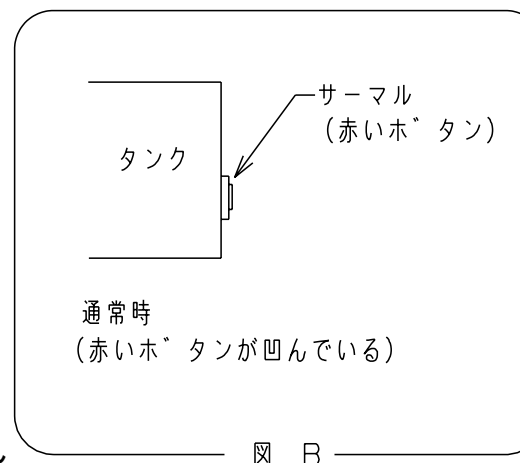 サーマル
(赤いボタン)
タンク
通常時
(赤いボタンが凹んでいる)
図 B